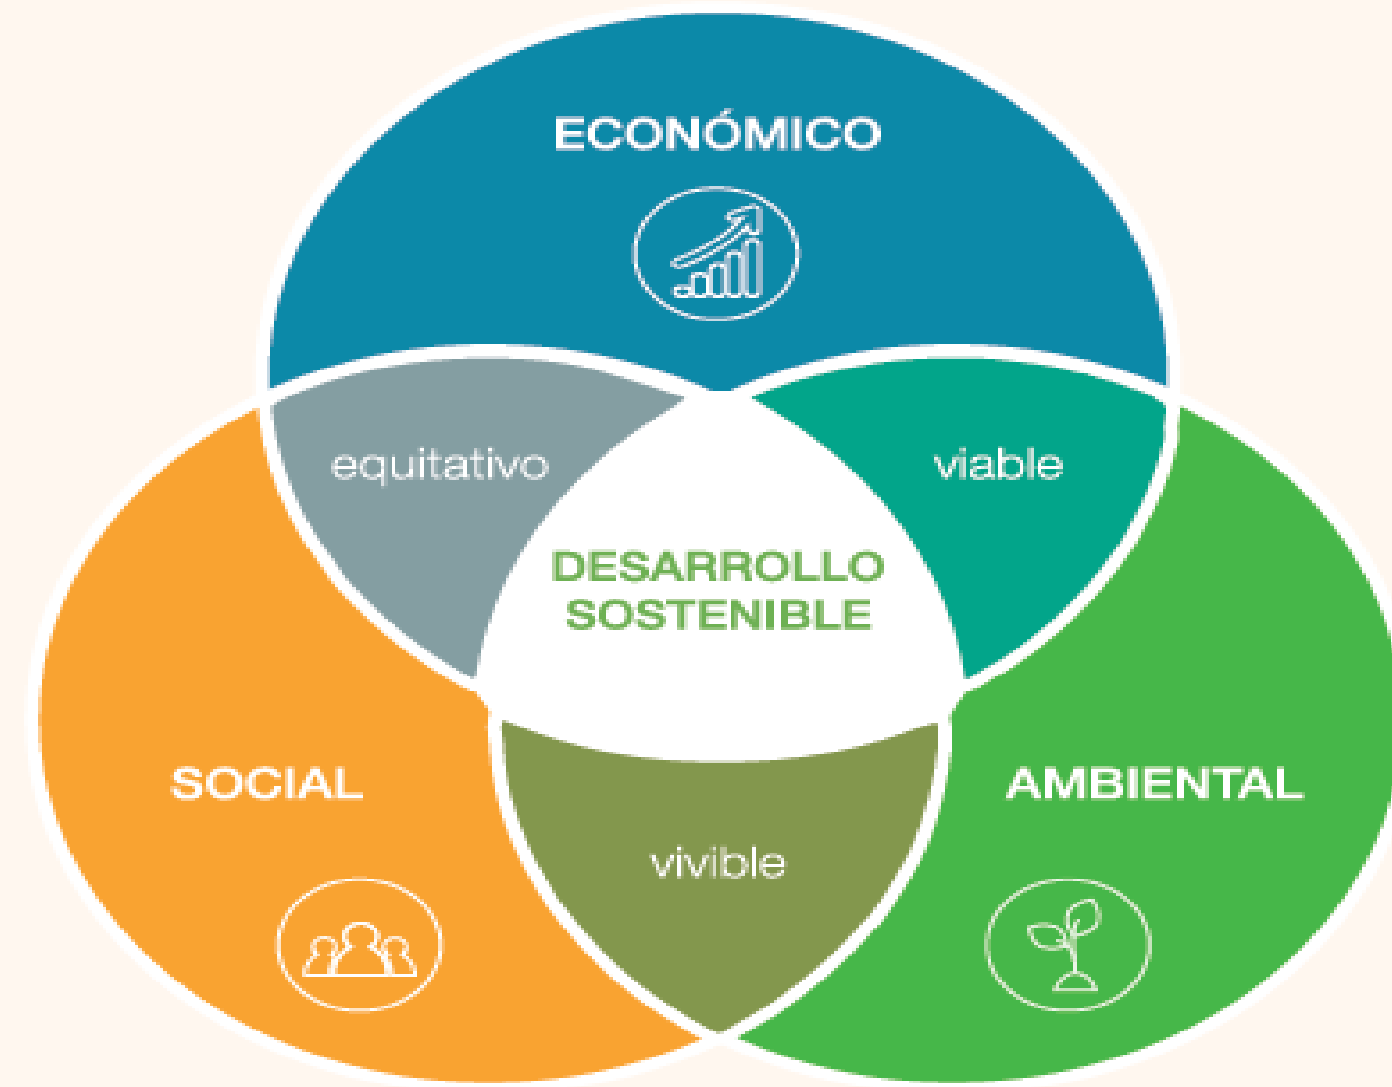 ECONÓMICO
equitativo
viable
DESARROLLO
SOSTENIBLE
SOCIAL
AMBIENTAL
vivible